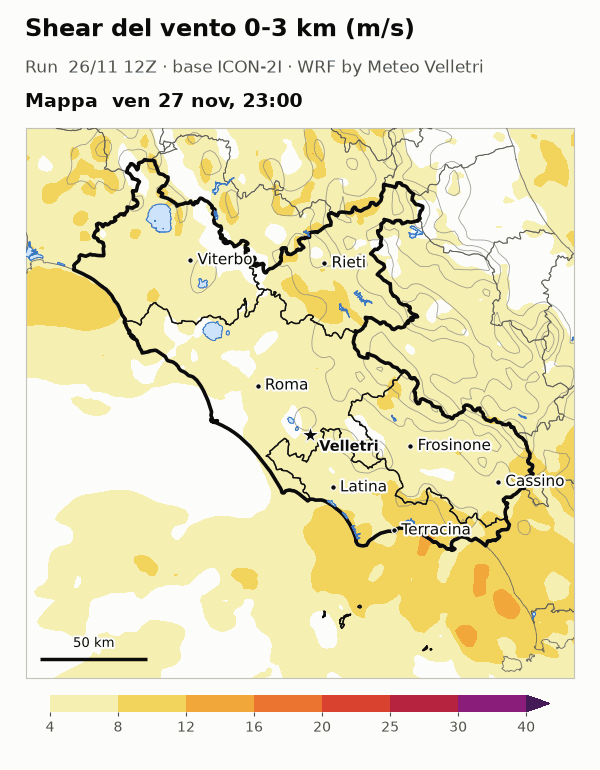 Shear del vento 0-3 km (m/s)
Run  26/11 12Z · base ICON-2I · WRF by Meteo Velletri
Mappa  ven 27 nov, 23:00
Viterbo
Rieti
Roma
Velletri
Frosinone
Cassino
Latina
Terracina
50 km
4 8 12 16 20 25 30 40